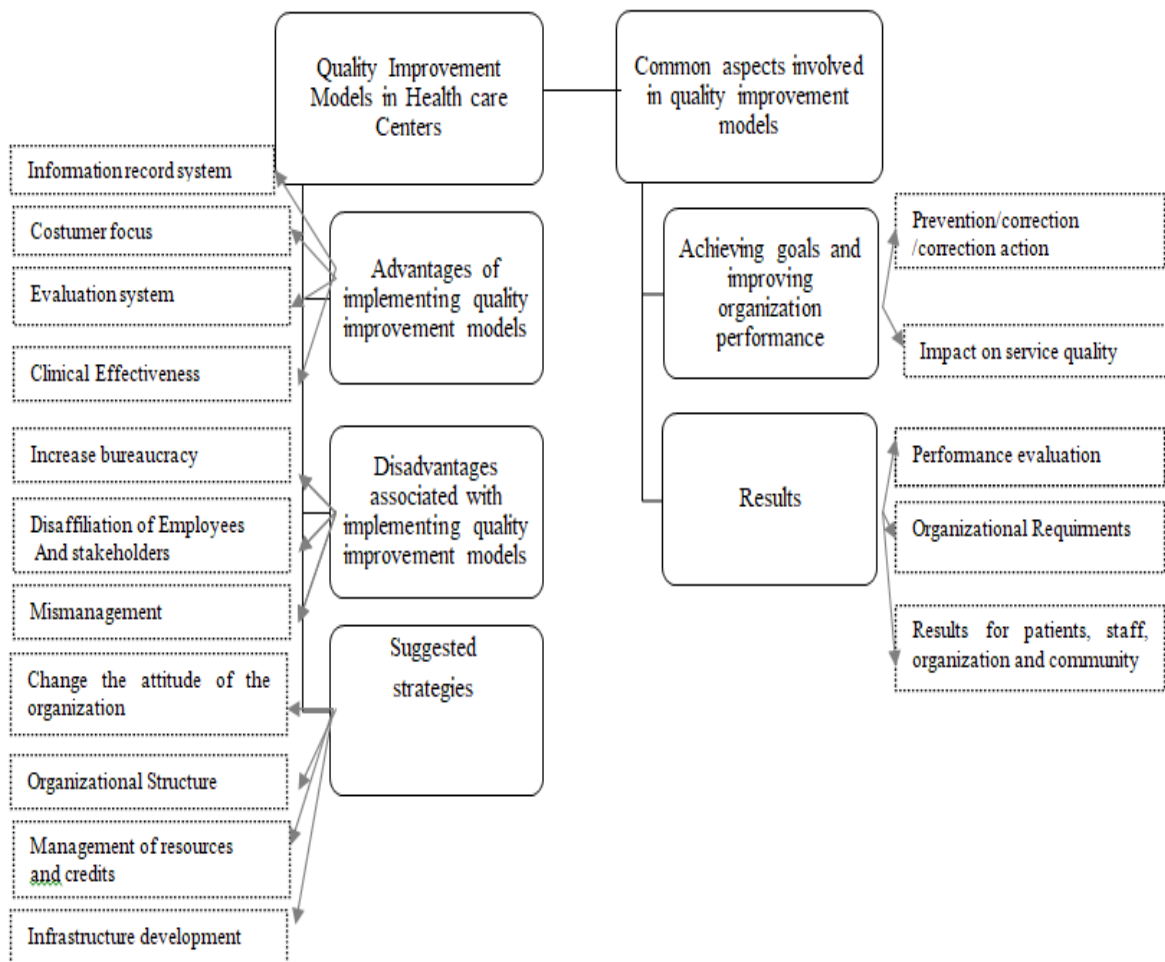 Quality Improvement
Models in Health care
Centers
Common aspects involved
in quality improvement
models
Information record system
Costumer focus
Evaluation system
Clinical Effectiveness
Advantages of
implementing quality
improvement models
Achieving goals and
improving
organization
performance
Prevention/correction
/correction action
Impact on service quality
Increase bureaucracy
Disaffiliation of Employees
And stakeholders
Mismanagement
Disadvantages
associated with
implementing quality
improvement models
Results
Performance evaluation
Organizational Requirments
Results for patients, staff,
organization and community
Change the attitude of the
organization
Organizational Structure
Management of resources
and credits
Infrastructure development
Suggested
strategies